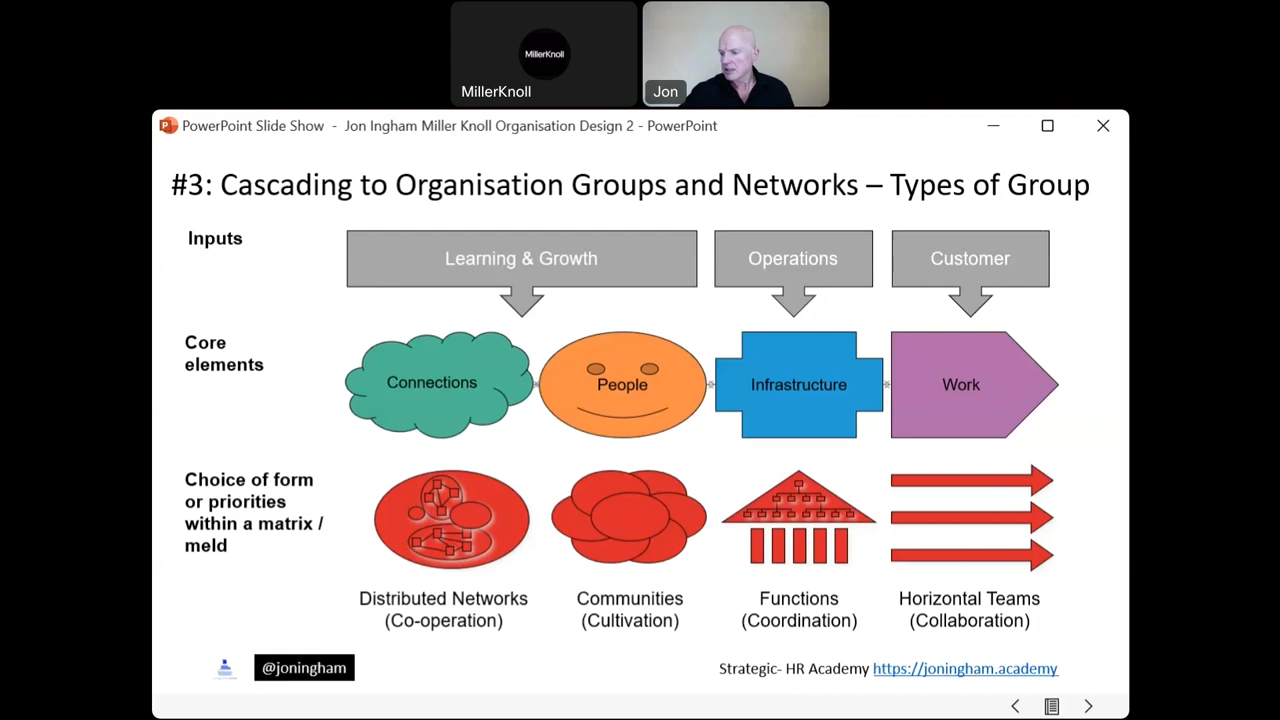 MillerKnoll
MillerKnoll
Jon
PowerPoint Slide Show - Jon Ingham Miller Knoll Organisation Design 2 - PowerPoint
#3: Cascading to Organisation Groups and Networks – Types of Group
Inputs
Learning & Growth
Operations
Customer
Core
elements
Connections
People
Infrastructure
Work
Choice of form
or priorities
within a matrix /
meld
Distributed Networks
(Co-operation)
Communities
(Cultivation)
Functions
(Coordination)
Horizontal Teams
(Collaboration)
@joningham
Strategic- HR Academy https://joningham.academy